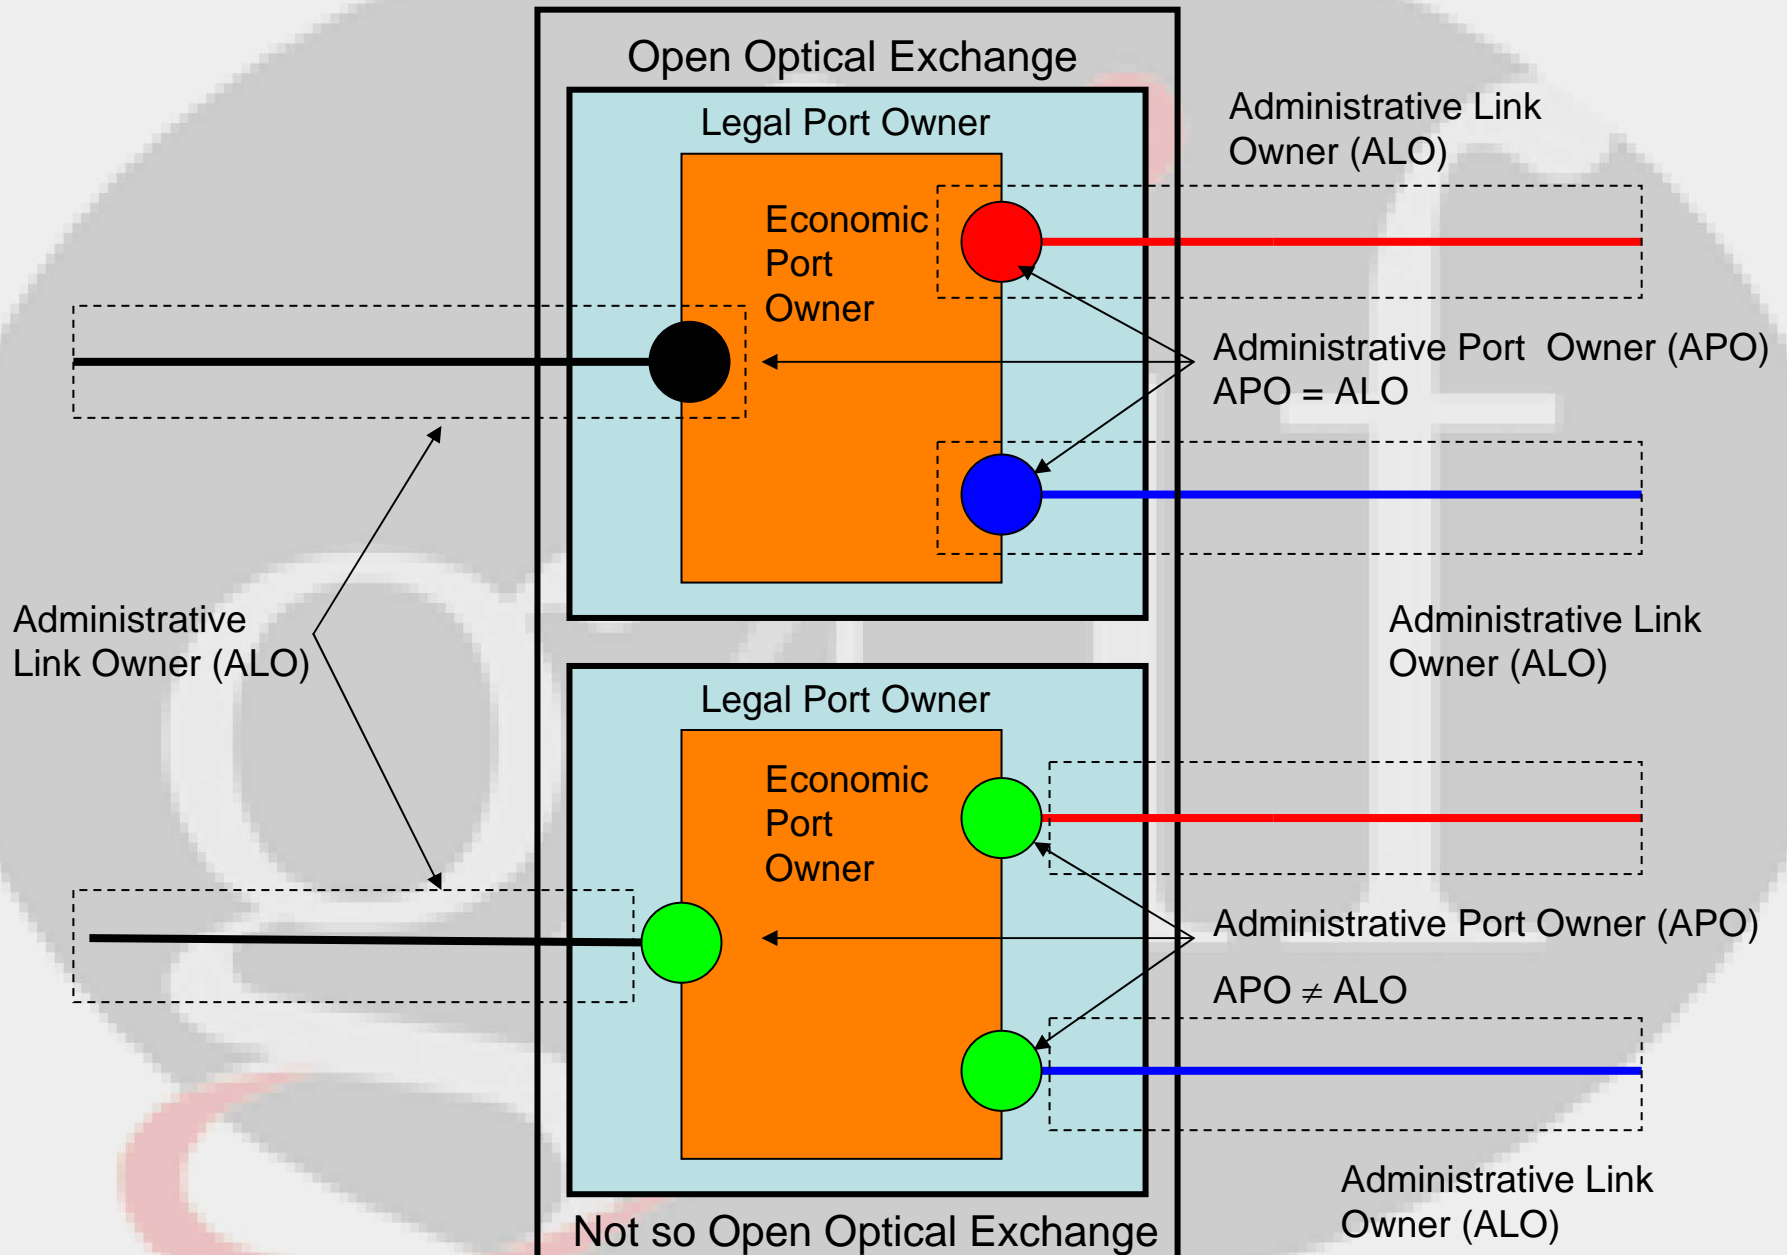 Open Optical Exchange
Legal Port Owner
Administrative Link
Owner (ALO)
Economic
Port
Owner
Administrative Port Owner (APO)
APO = ALO
Administrative
Link Owner (ALO)
Administrative Link
Owner (ALO)
Legal Port Owner
Economic
Port
Owner
Administrative Port Owner (APO)
APO ≠ ALO
Administrative Link
Owner (ALO)
Not so Open Optical Exchange